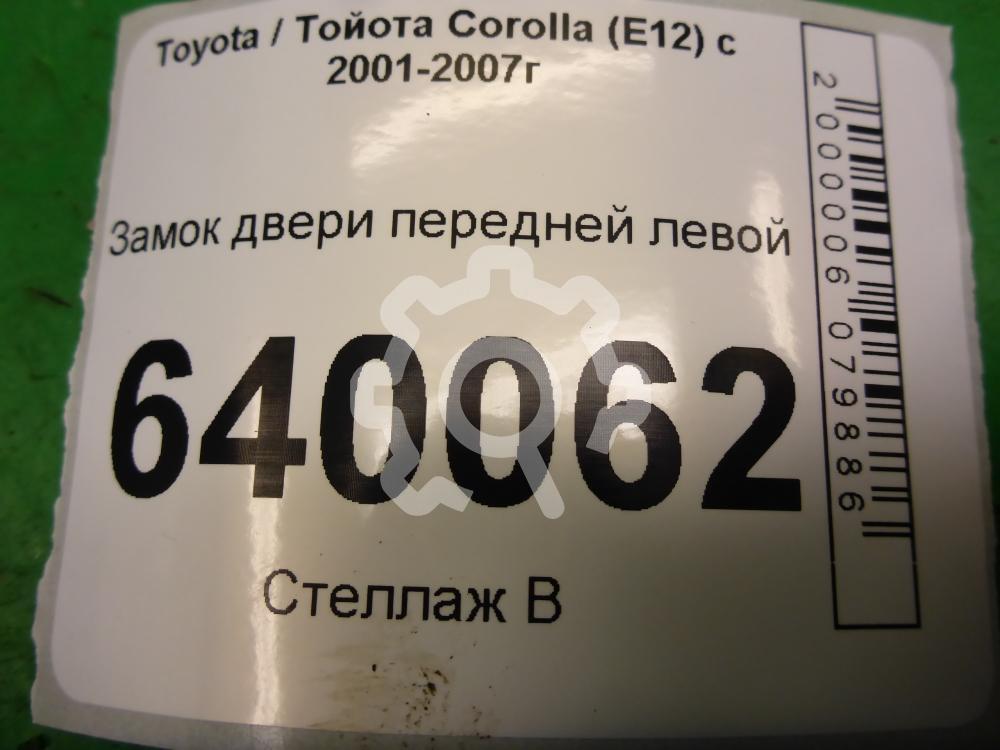 Toyota / Тойота Corolla (E12) с
2001-2007г
Замок двери передней левой
640062
Стеллаж В
2000006079886